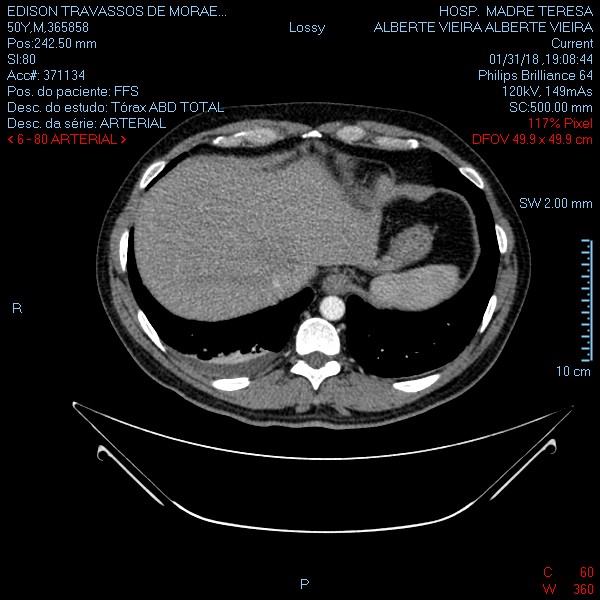 EDISON TRAVASSOS DE MORAE...
50Y,M,365858
Pos:242.50 mm
SI:80
Acc#: 371134
Pos. do paciente: FFS
Desc. do estudo: Tórax ABD TOTAL
Desc. da série: ARTERIAL
< 6 - 80 ARTERIAL >
Lossy
HOSP. MADRE TERESA
ALBERTE VIEIRA ALBERTE VIEIRA
Current
01/31/18 ,19:08:44
Philips Brilliance 64
120kV, 149mAs
SC:500.00 mm
117% Pixel
DFOV 49.9 x 49.9 cm
SW 2.00 mm
R
10 cm
P
C 60
W 360